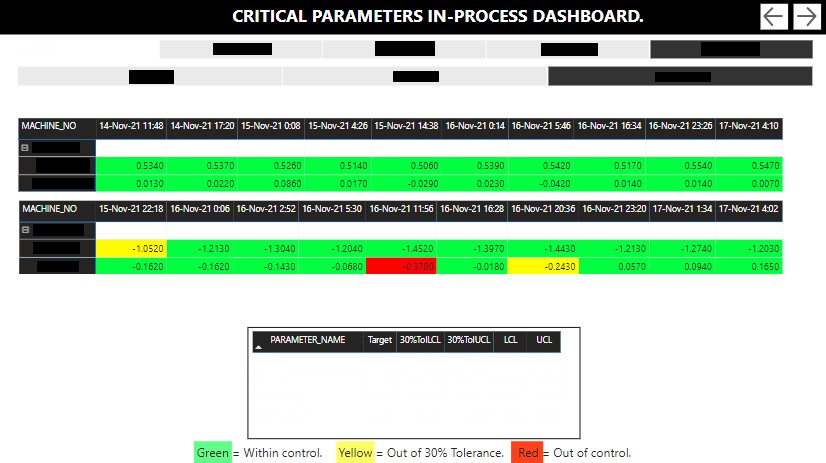 CRITICAL PARAMETERS IN-PROCESS DASHBOARD.
MACHINE_NO 14-Nov-21 11:48 14-Nov-21 17:20 15-Nov-21 0:08 15-Nov-21 4:26 15-Nov-21 14:38 16-Nov-21 0:14 16-Nov-21 5:46 16-Nov-21 16:34 16-Nov-21 23:26 17-Nov-21 4:10
0.5340 0.5370 0.5260 0.5140 0.5060 0.5390 0.5420 0.5170 0.5540 0.5470
0.0130 0.0220 0.0860 0.0170 -0.0290 0.0230 -0.0420 0.0140 0.0140 0.0070
MACHINE_NO 15-Nov-21 22:18 16-Nov-21 0:06 16-Nov-21 2:52 16-Nov-21 5:30 16-Nov-21 11:56 16-Nov-21 16:28 16-Nov-21 20:36 16-Nov-21 23:20 17-Nov-21 1:34 17-Nov-21 4:02
-1.0520 -1.2130 -1.3040 -1.2040 -1.4520 -1.3970 -1.4430 -1.2130 -1.2740 -1.2030
-0.1620 -0.1620 -0.1430 -0.0680 -0.3780 -0.0180 -0.2430 0.0570 0.0940 0.1650
PARAMETER_NAME Target 30%TolLCL 30%TolUCL LCL UCL
Green = Within control. Yellow = Out of 30% Tolerance. Red = Out of control.